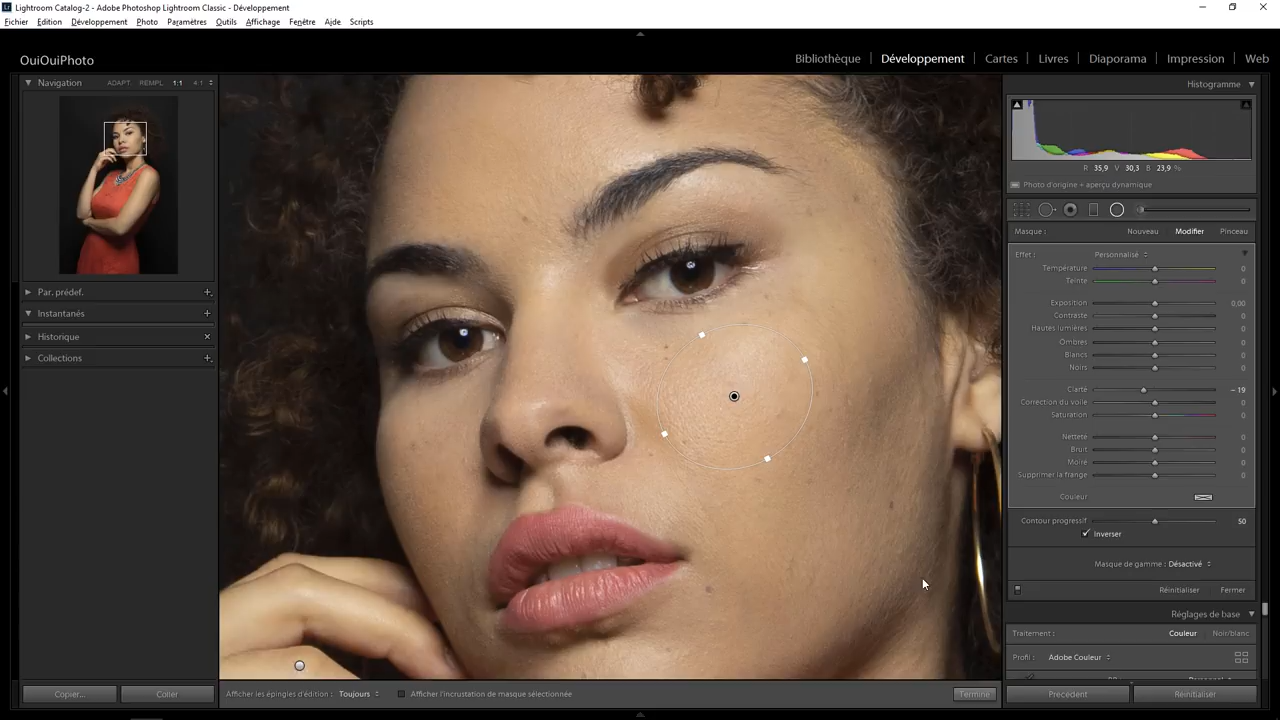 Lightroom Catalog-2 - Adobe Photoshop Lightroom Classic - Développement
Fichier Edition Développement Photo Paramètres Outils Affichage Fenêtre Aide Scripts
OuiOuiPhoto
Bibliothèque Développement Cartes Livres Diaporama Impression Web
Navigation ADAPT. REMPL. 1:1 4:1
Histogramme
R 35,9 V 30,3 B 23,9 %
Photo d'origine + aperçu dynamique
Masque : Nouveau Modifier Pinceau
Effet : Personnalisé
Température 0
Teinte 0
Exposition 0,00
Contraste 0
Hautes lumières 0
Ombres 0
Blancs 0
Noirs 0
Clarté – 19
Correction du voile 0
Saturation 0
Netteté 0
Bruit 0
Moiré 0
Supprimer la frange 0
Couleur
Contour progressif 50
Inverser
Masque de gamme : Désactivé
Réinitialiser Fermer
Réglages de base
Traitement : Couleur Noir/blanc
Profil : Adobe Couleur
Par. prédef.
Instantanés
Historique
Collections
Copier... Coller
Afficher les épingles d'édition : Toujours Afficher l'incrustation de masque sélectionnée Terminé
Précédent Réinitialiser